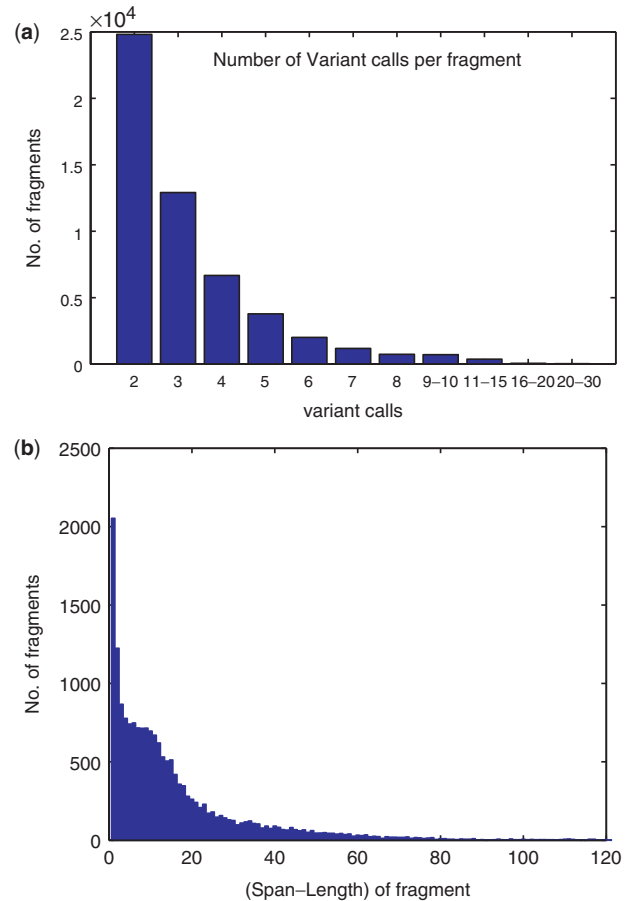 (a)
×10⁴
2.5
2
1.5
1
0.5
0
No. of fragments
Number of Variant calls per fragment
2 3 4 5 6 7 8 9–10 11–15 16–20 20–30
variant calls
(b)
2500
2000
1500
1000
500
0
No. of fragments
0 20 40 60 80 100 120
(Span–Length) of fragment